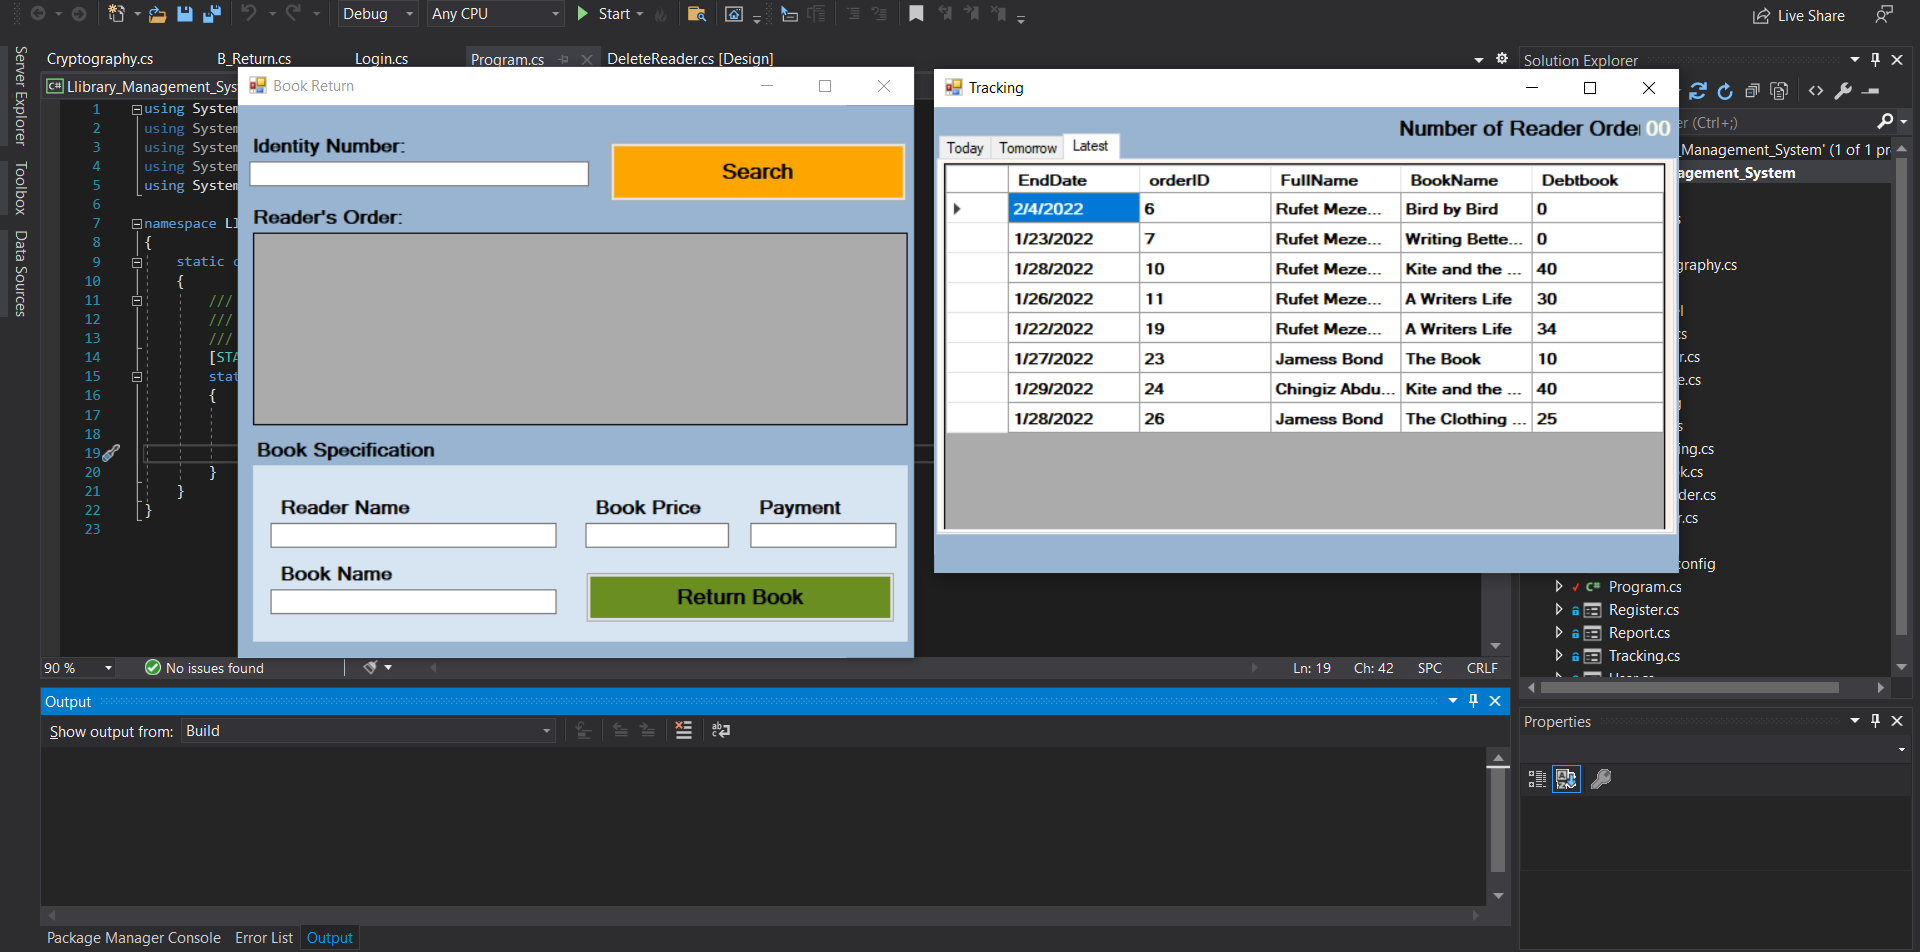 Debug
Any CPU
Start
Live Share
Server Explorer
Toolbox
Data Sources
Cryptography.cs
B_Return.cs
Login.cs
Program.cs
DeleteReader.cs [Design]
C# Llibrary_Management_Sys
1 using System
2 using System
3 using System
4 using System
5 using System
6
7 namespace Ll
8 {
9 static c
10 {
11 ///
12 ///
13 ///
14 [STA
15 stat
16 {
17
18
19
20 }
21 }
22 }
23
90 %
No issues found
Ln: 19 Ch: 42 SPC CRLF
Book Return
Identity Number:
Search
Reader's Order:
Book Specification
Reader Name
Book Price
Payment
Book Name
Return Book
Tracking
Number of Reader Orde 00
Today Tomorrow Latest
EndDate orderID FullName BookName Debtbook
2/4/2022 6 Rufet Meze... Bird by Bird 0
1/23/2022 7 Rufet Meze... Writing Bette... 0
1/28/2022 10 Rufet Meze... Kite and the ... 40
1/26/2022 11 Rufet Meze... A Writers Life 30
1/22/2022 19 Rufet Meze... A Writers Life 34
1/27/2022 23 Jamess Bond The Book 10
1/29/2022 24 Chingiz Abdu... Kite and the ... 40
1/28/2022 26 Jamess Bond The Clothing ... 25
Solution Explorer
er (Ctrl+;)
_Management_System' (1 of 1 pr
agement_System
graphy.cs
r.cs
e.cs
ing.cs
k.cs
der.cs
r.cs
config
C# Program.cs
Register.cs
Report.cs
Tracking.cs
Output
Show output from: Build
Properties
Package Manager Console
Error List
Output